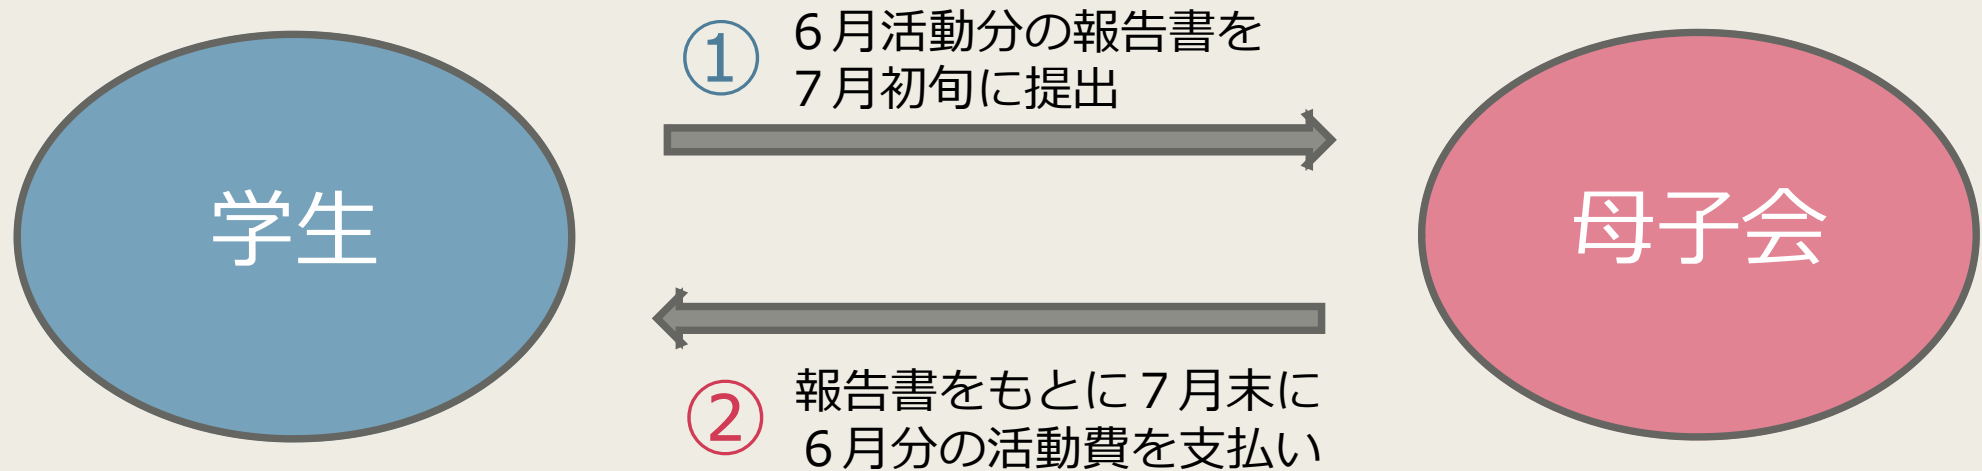 学生
①
６月活動分の報告書を
７月初旬に提出
母子会
②
報告書をもとに７月末に
６月分の活動費を支払い